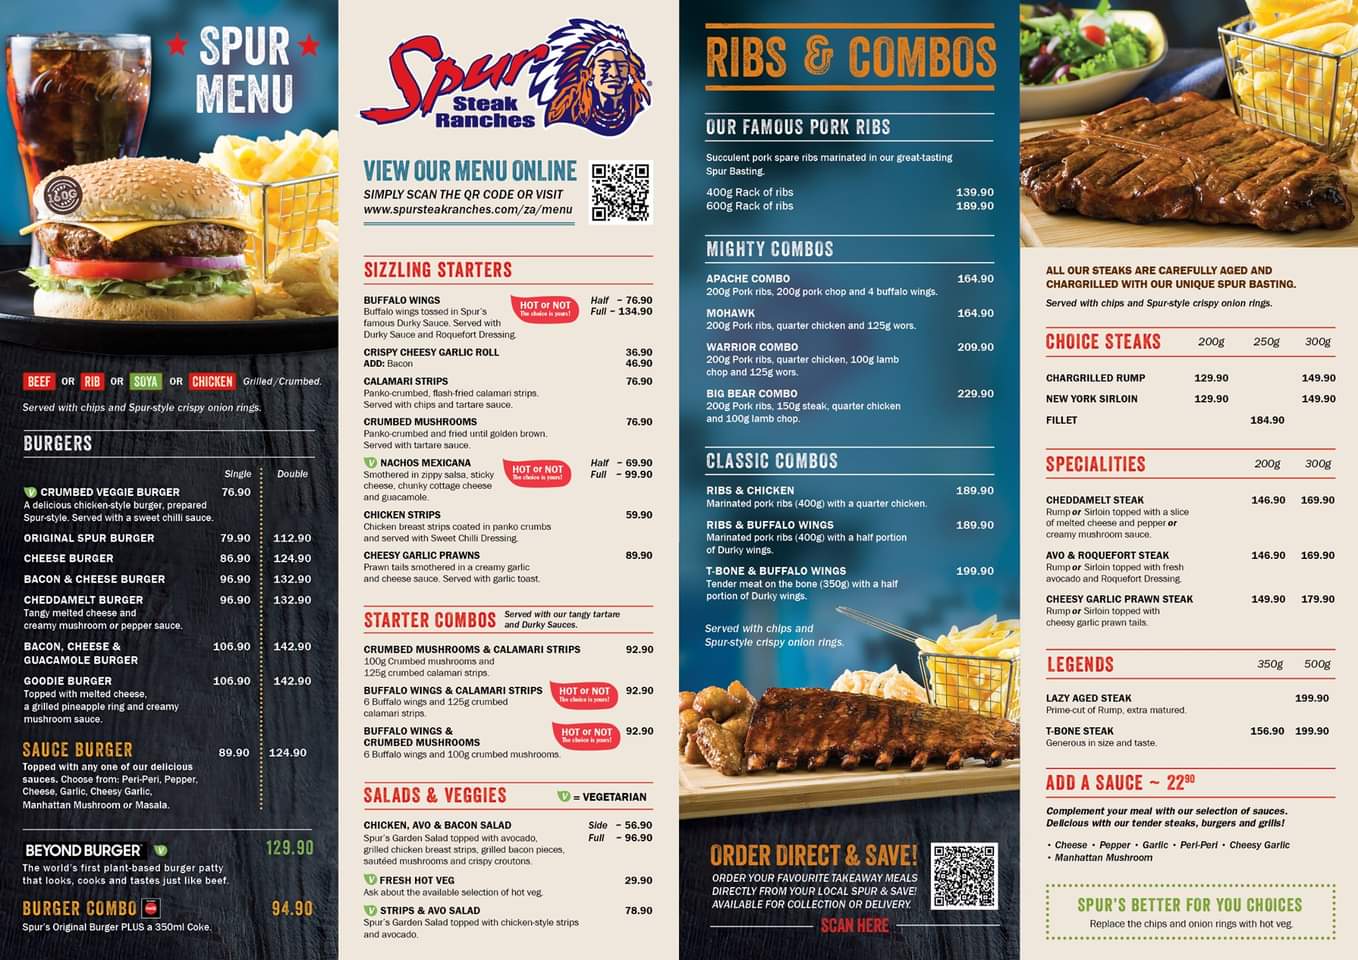 SPUR
MENU
160G
BEEF OR RIB OR SOYA OR CHICKEN Grilled/Crumbed.
Served with chips and Spur-style crispy onion rings.
BURGERS
Single Double
CRUMBED VEGGIE BURGER 76.90
A delicious chicken-style burger, prepared
Spur-style. Served with a sweet chilli sauce.
ORIGINAL SPUR BURGER 79.90 112.90
CHEESE BURGER 86.90 124.90
BACON & CHEESE BURGER 96.90 132.90
CHEDDAMELT BURGER 96.90 132.90
Tangy melted cheese and
creamy mushroom or pepper sauce.
BACON, CHEESE & 106.90 142.90
GUACAMOLE BURGER
GOODIE BURGER 106.90 142.90
Topped with melted cheese,
a grilled pineapple ring and creamy
mushroom sauce.
SAUCE BURGER 89.90 124.90
Topped with any one of our delicious
sauces. Choose from: Peri-Peri, Pepper,
Cheese, Garlic, Cheesy Garlic,
Manhattan Mushroom or Masala.
BEYOND BURGER 129.90
The world's first plant-based burger patty
that looks, cooks and tastes just like beef.
BURGER COMBO 94.90
Spur's Original Burger PLUS a 350ml Coke.
Spur
Steak
Ranches
VIEW OUR MENU ONLINE
SIMPLY SCAN THE QR CODE OR VISIT
www.spursteakranches.com/za/menu
SIZZLING STARTERS
BUFFALO WINGS HOT or NOT The choice is yours! Half – 76.90
Buffalo wings tossed in Spur's Full – 134.90
famous Durky Sauce. Served with
Durky Sauce and Roquefort Dressing.
CRISPY CHEESY GARLIC ROLL 36.90
ADD: Bacon 46.90
CALAMARI STRIPS 76.90
Panko-crumbed, flash-fried calamari strips.
Served with chips and tartare sauce.
CRUMBED MUSHROOMS 76.90
Panko-crumbed and fried until golden brown.
Served with tartare sauce.
NACHOS MEXICANA HOT or NOT The choice is yours! Half – 69.90
Smothered in zippy salsa, sticky Full – 99.90
cheese, chunky cottage cheese
and guacamole.
CHICKEN STRIPS 59.90
Chicken breast strips coated in panko crumbs
and served with Sweet Chilli Dressing.
CHEESY GARLIC PRAWNS 89.90
Prawn tails smothered in a creamy garlic
and cheese sauce. Served with garlic toast.
STARTER COMBOS Served with our tangy tartare
and Durky Sauces.
CRUMBED MUSHROOMS & CALAMARI STRIPS 92.90
100g Crumbed mushrooms and
125g crumbed calamari strips.
BUFFALO WINGS & CALAMARI STRIPS HOT or NOT The choice is yours! 92.90
6 Buffalo wings and 125g crumbed
calamari strips.
BUFFALO WINGS & HOT or NOT The choice is yours! 92.90
CRUMBED MUSHROOMS
6 Buffalo wings and 100g crumbed mushrooms.
SALADS & VEGGIES = VEGETARIAN
CHICKEN, AVO & BACON SALAD Side – 56.90
Spur's Garden Salad topped with avocado, Full – 96.90
grilled chicken breast strips, grilled bacon pieces,
sautéed mushrooms and crispy croutons.
FRESH HOT VEG 29.90
Ask about the available selection of hot veg.
STRIPS & AVO SALAD 78.90
Spur's Garden Salad topped with chicken-style strips
and avocado.
RIBS & COMBOS
OUR FAMOUS PORK RIBS
Succulent pork spare ribs marinated in our great-tasting
Spur Basting.
400g Rack of ribs 139.90
600g Rack of ribs 189.90
MIGHTY COMBOS
APACHE COMBO 164.90
200g Pork ribs, 200g pork chop and 4 buffalo wings.
MOHAWK 164.90
200g Pork ribs, quarter chicken and 125g wors.
WARRIOR COMBO 209.90
200g Pork ribs, quarter chicken, 100g lamb
chop and 125g wors.
BIG BEAR COMBO 229.90
200g Pork ribs, 150g steak, quarter chicken
and 100g lamb chop.
CLASSIC COMBOS
RIBS & CHICKEN 189.90
Marinated pork ribs (400g) with a quarter chicken.
RIBS & BUFFALO WINGS 189.90
Marinated pork ribs (400g) with a half portion
of Durky wings.
T-BONE & BUFFALO WINGS 199.90
Tender meat on the bone (350g) with a half
portion of Durky wings.
Served with chips and
Spur-style crispy onion rings.
ORDER DIRECT & SAVE!
ORDER YOUR FAVOURITE TAKEAWAY MEALS
DIRECTLY FROM YOUR LOCAL SPUR & SAVE!
AVAILABLE FOR COLLECTION OR DELIVERY.
SCAN HERE
ALL OUR STEAKS ARE CAREFULLY AGED AND
CHARGRILLED WITH OUR UNIQUE SPUR BASTING.
Served with chips and Spur-style crispy onion rings.
CHOICE STEAKS 200g 250g 300g
CHARGRILLED RUMP 129.90 149.90
NEW YORK SIRLOIN 129.90 149.90
FILLET 184.90
SPECIALITIES 200g 300g
CHEDDAMELT STEAK 146.90 169.90
Rump or Sirloin topped with a slice
of melted cheese and pepper or
creamy mushroom sauce.
AVO & ROQUEFORT STEAK 146.90 169.90
Rump or Sirloin topped with fresh
avocado and Roquefort Dressing.
CHEESY GARLIC PRAWN STEAK 149.90 179.90
Rump or Sirloin topped with
cheesy garlic prawn tails.
LEGENDS 350g 500g
LAZY AGED STEAK 199.90
Prime-cut of Rump, extra matured.
T-BONE STEAK 156.90 199.90
Generous in size and taste.
ADD A SAUCE ~ 22⁹⁰
Complement your meal with our selection of sauces.
Delicious with our tender steaks, burgers and grills!
• Cheese • Pepper • Garlic • Peri-Peri • Cheesy Garlic
• Manhattan Mushroom
SPUR'S BETTER FOR YOU CHOICES
Replace the chips and onion rings with hot veg.